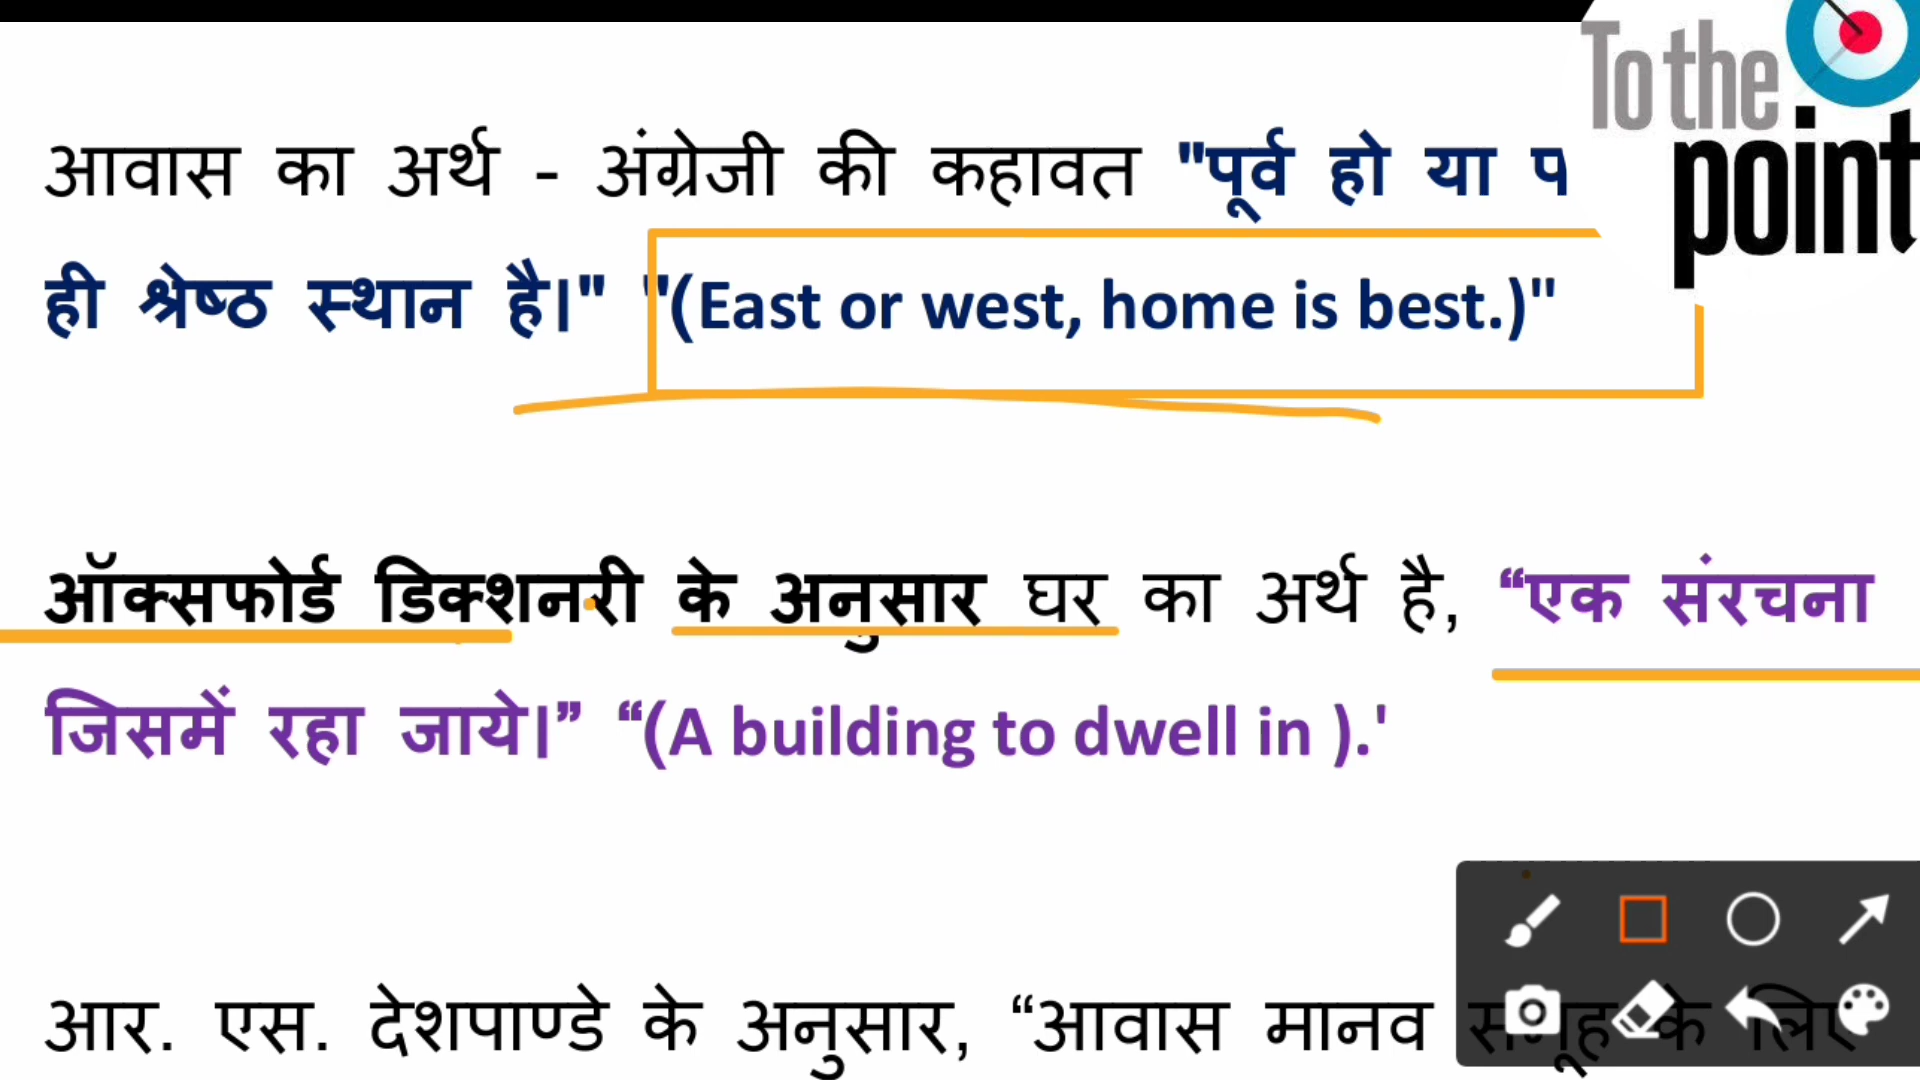 To the
point
आवास का अर्थ - अंग्रेजी की कहावत "पूर्व हो या
ही श्रेष्ठ स्थान है।" "(East or west, home is best.)"
ऑक्सफोर्ड डिक्शनरी के अनुसार घर का अर्थ है, “एक संरचना
जिसमें रहा जाये।” “(A building to dwell in ).'
आर. एस. देशपाण्डे के अनुसार, “आवास मानव समूह के लिए